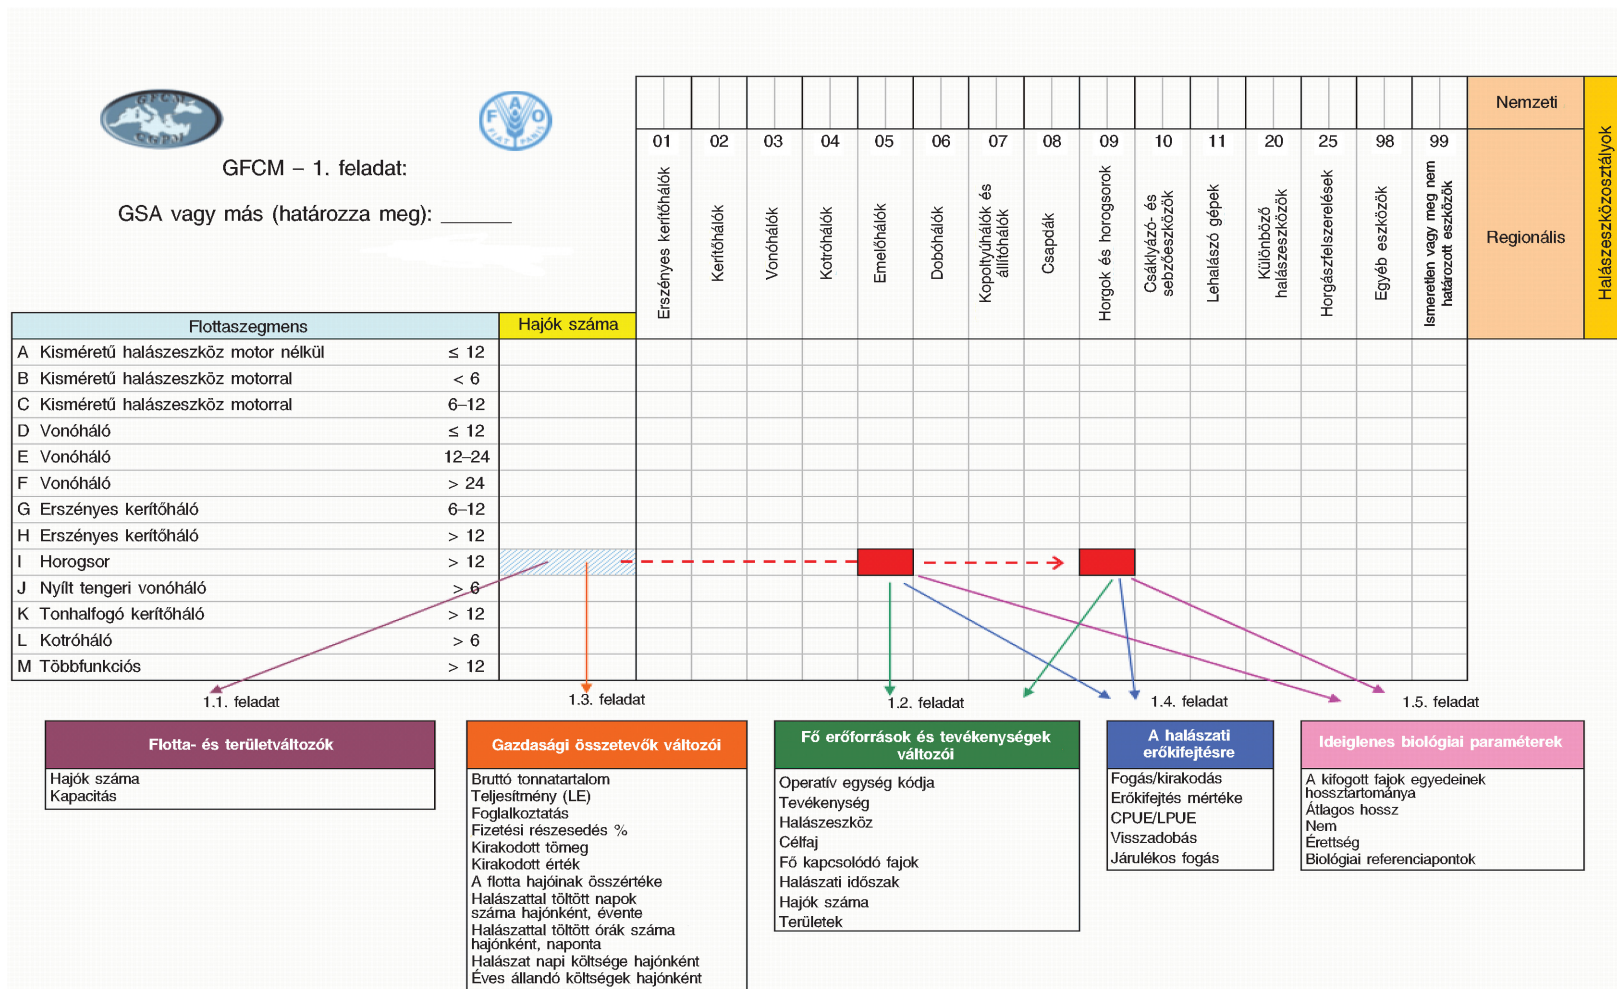 GFCM
CGPM
F A O
FIAT PANIS
GFCM – 1. feladat:
GSA vagy más (határozza meg): ______
Nemzeti
Regionális
Halászeszközosztályok
01 02 03 04 05 06 07 08 09 10 11 20 25 98 99
Erszényes kerítőhálók
Kerítőhálók
Vonóhálók
Kotróhálók
Emelőhálók
Dobóhálók
Kopoltyúhálók és
állítóhálók
Csapdák
Horgok és horogsorok
Csáklyázó- és
sebzőeszközök
Lehalászó gépek
Különböző
halászeszközök
Horgászfelszerelések
Egyéb eszközök
Ismeretlen vagy meg nem
határozott eszközök
Flottaszegmens Hajók száma
A Kisméretű halászeszköz motor nélkül ≤ 12
B Kisméretű halászeszköz motorral < 6
C Kisméretű halászeszköz motorral 6–12
D Vonóháló ≤ 12
E Vonóháló 12–24
F Vonóháló > 24
G Erszényes kerítőháló 6–12
H Erszényes kerítőháló > 12
I Horogsor > 12
J Nyílt tengeri vonóháló > 6
K Tonhalfogó kerítőháló > 12
L Kotróháló > 6
M Többfunkciós > 12
1.1. feladat
Flotta- és területváltozók
Hajók száma
Kapacitás
1.3. feladat
Gazdasági összetevők változói
Bruttó tonnatartalom
Teljesítmény (LE)
Foglalkoztatás
Fizetési részesedés %
Kirakodott tömeg
Kirakodott érték
A flotta hajóinak összértéke
Halászattal töltött napok
száma hajónként, évente
Halászattal töltött órák száma
hajónként, naponta
Halászat napi költsége hajónként
Éves állandó költségek hajónként
1.2. feladat
Fő erőforrások és tevékenységek
változói
Operatív egység kódja
Tevékenység
Halászeszköz
Célfaj
Fő kapcsolódó fajok
Halászati időszak
Hajók száma
Területek
1.4. feladat
A halászati
erőkifejtésre
Fogás/kirakodás
Erőkifejtés mértéke
CPUE/LPUE
Visszadobás
Járulékos fogás
1.5. feladat
Ideiglenes biológiai paraméterek
A kifogott fajok egyedeinek
hossztartománya
Átlagos hossz
Nem
Érettség
Biológiai referenciapontok